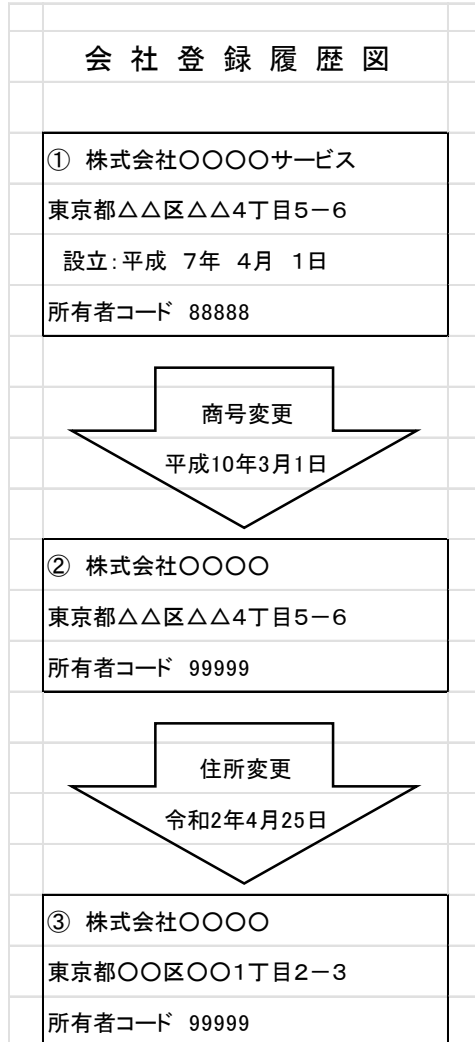 会社登録履歴図
① 株式会社〇〇〇〇サービス
東京都△△区△△4丁目5－6
設立：平成 7年 4月 1日
所有者コード 88888
商号変更
平成10年3月1日
② 株式会社〇〇〇〇
東京都△△区△△4丁目5－6
所有者コード 99999
住所変更
令和2年4月25日
③ 株式会社〇〇〇〇
東京都〇〇区〇〇1丁目2－3
所有者コード 99999